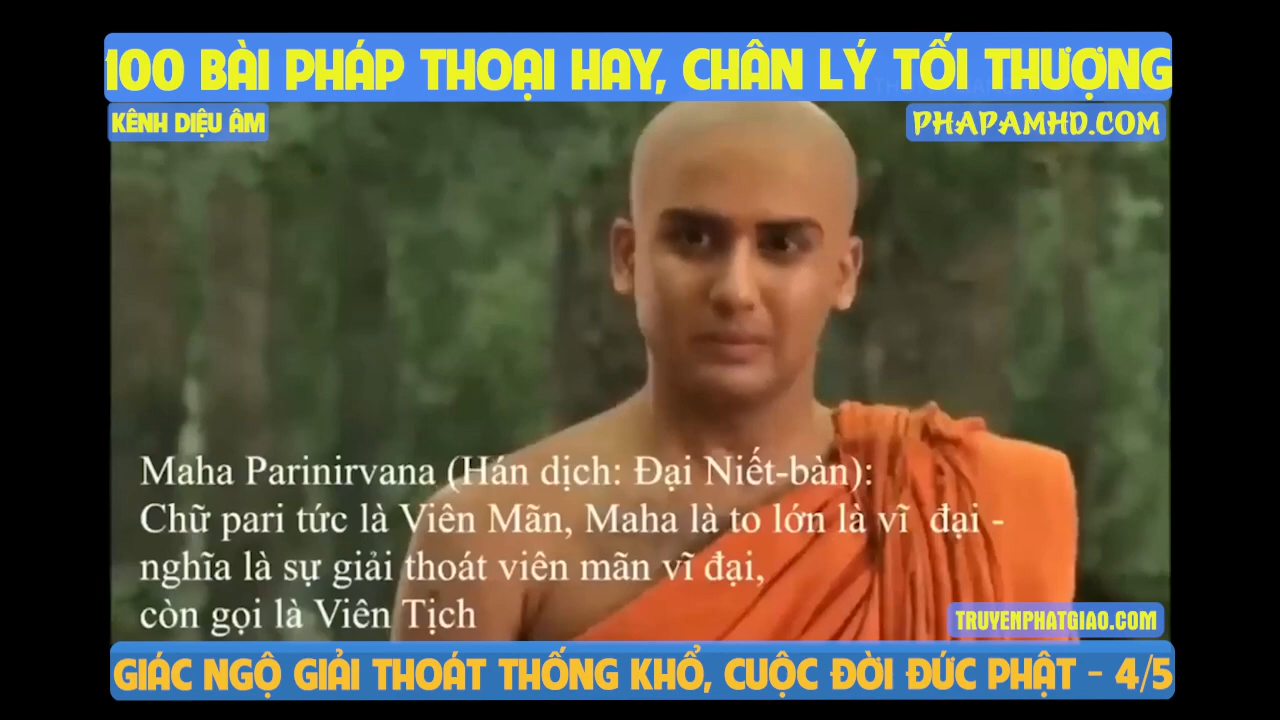 100 BÀI PHÁP THOẠI HAY, CHÂN LÝ TỐI THƯỢNG
KÊNH DIỆU ÂM
PHAPAMHD.COM
Maha Parinirvana (Hán dịch: Đại Niết-bàn):
Chữ pari tức là Viên Mãn, Maha là to lớn là vĩ đại -
nghĩa là sự giải thoát viên mãn vĩ đại,
còn gọi là Viên Tịch
TRUYENPHATGIAO.COM
GIÁC NGỘ GIẢI THOÁT THỐNG KHỔ, CUỘC ĐỜI ĐỨC PHẬT - 4/5